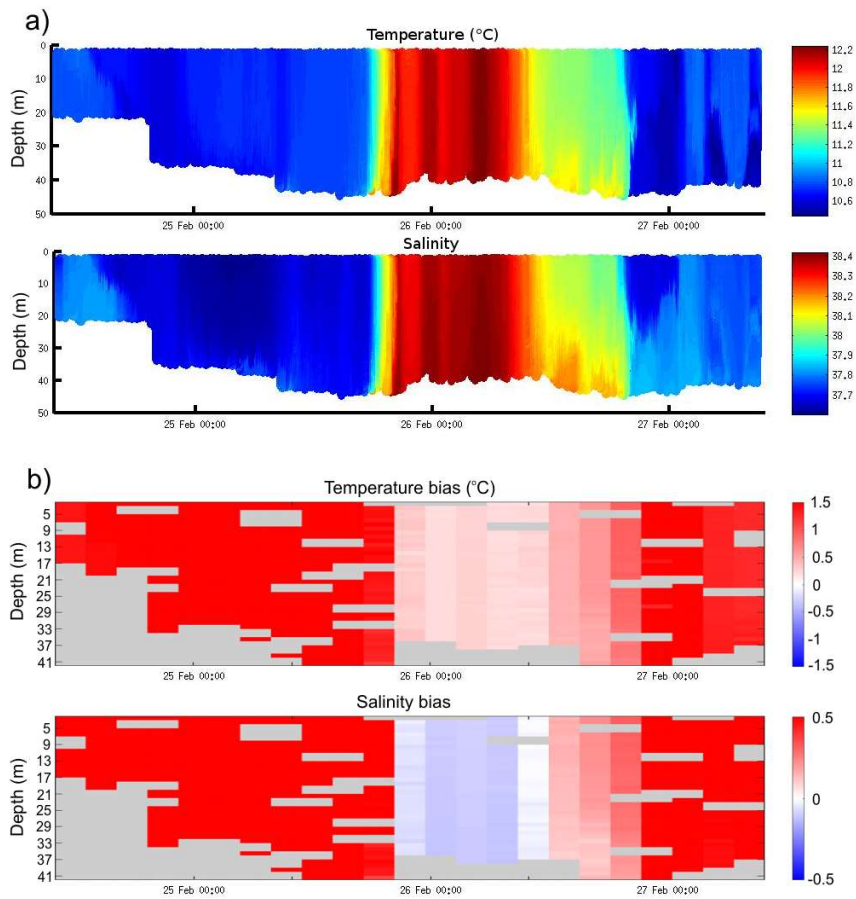 a)
Temperature (°C)
Depth (m)
0
10
20
30
40
50
25 Feb 00:00
26 Feb 00:00
27 Feb 00:00
12.2
12
11.8
11.6
11.4
11.2
11
10.8
10.6
Salinity
Depth (m)
0
10
20
30
40
50
25 Feb 00:00
26 Feb 00:00
27 Feb 00:00
38.4
38.3
38.2
38.1
38
37.9
37.8
37.7
b)
Temperature bias (°C)
Depth (m)
5
9
13
17
21
25
29
33
37
41
25 Feb 00:00
26 Feb 00:00
27 Feb 00:00
1.5
1
0.5
0
-0.5
-1
-1.5
Salinity bias
Depth (m)
5
9
13
17
21
25
29
33
37
41
25 Feb 00:00
26 Feb 00:00
27 Feb 00:00
0.5
0
-0.5